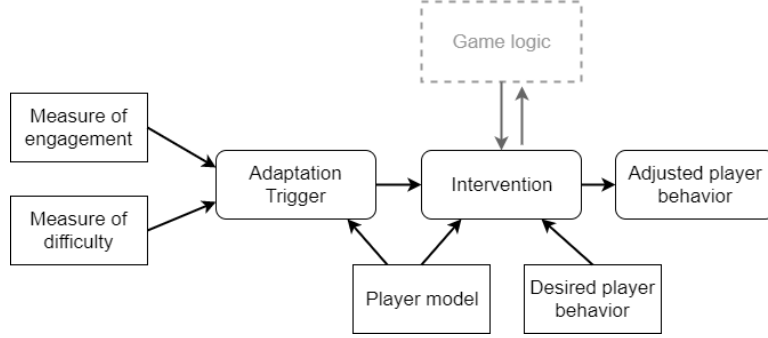 Game logic
Measure of
engagement
Adaptation
Trigger
Intervention
Adjusted player
behavior
Measure of
difficulty
Player model
Desired player
behavior